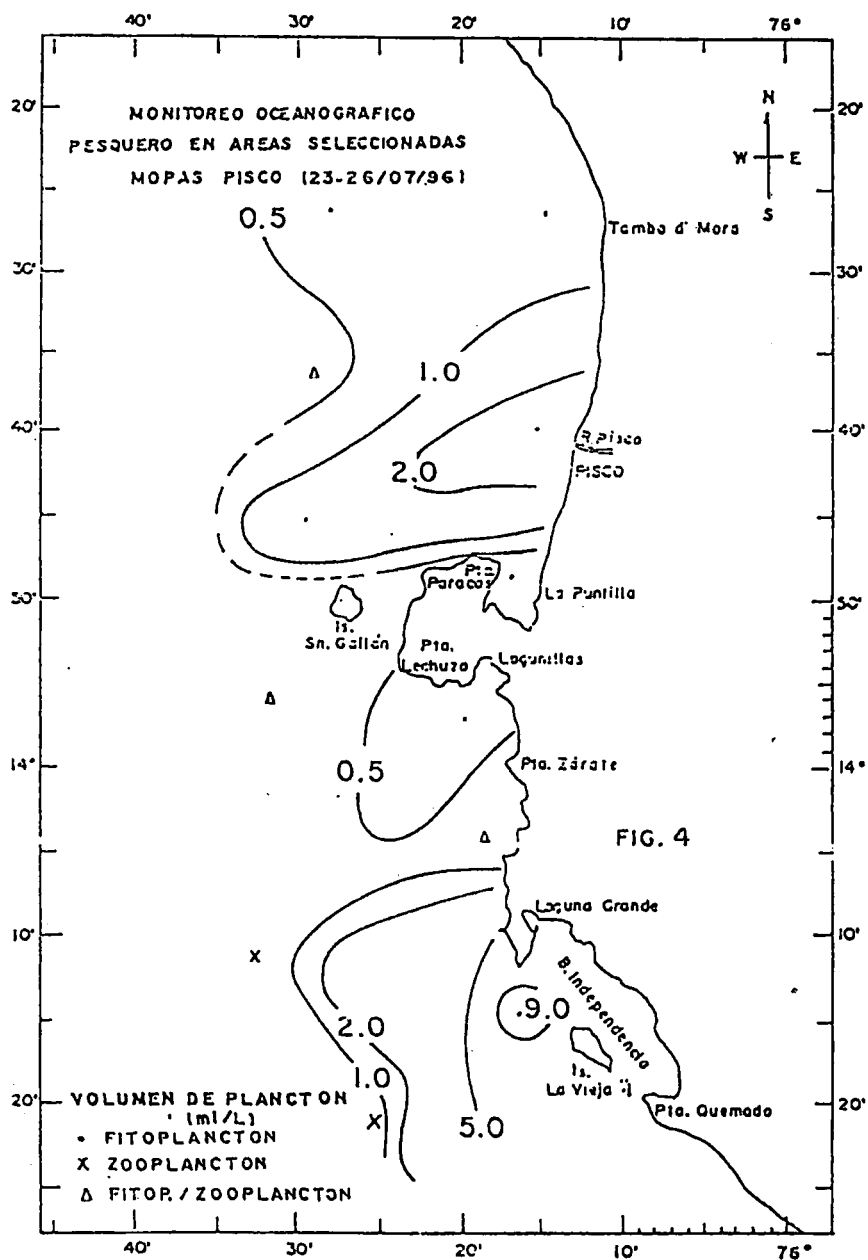 40' 30' 20' 10' 76°
MONITOREO OCEANOGRAFICO
PESQUERO EN AREAS SELECCIONADAS
MOPAS PISCO (23-26/07/96)
N
W E
S
20' 20'
0.5
Tambo d' Mora
30' 30'
1.0
40' 40'
R. Pisco
2.0
PISCO
Pta.
Paracas
La Puntilla
50' 50'
Is.
Sn. Gallán
Pta.
Lechuza
Lagunillas
0.5
Pta. Zárate
14° 14°
FIG. 4
Laguna Grande
10' 10'
B. Independencia
.9.0
2.0
Is.
La Vieja
1.0
5.0
Pta. Quemado
20' 20'
VOLUMEN DE PLANCTON
(ml/L)
• FITOPLANCTON
X ZOOPLANCTON
Δ FITOP. / ZOOPLANCTON
40' 30' 20' 10' 76°